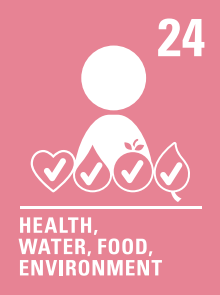 24
HEALTH,
WATER, FOOD,
ENVIRONMENT